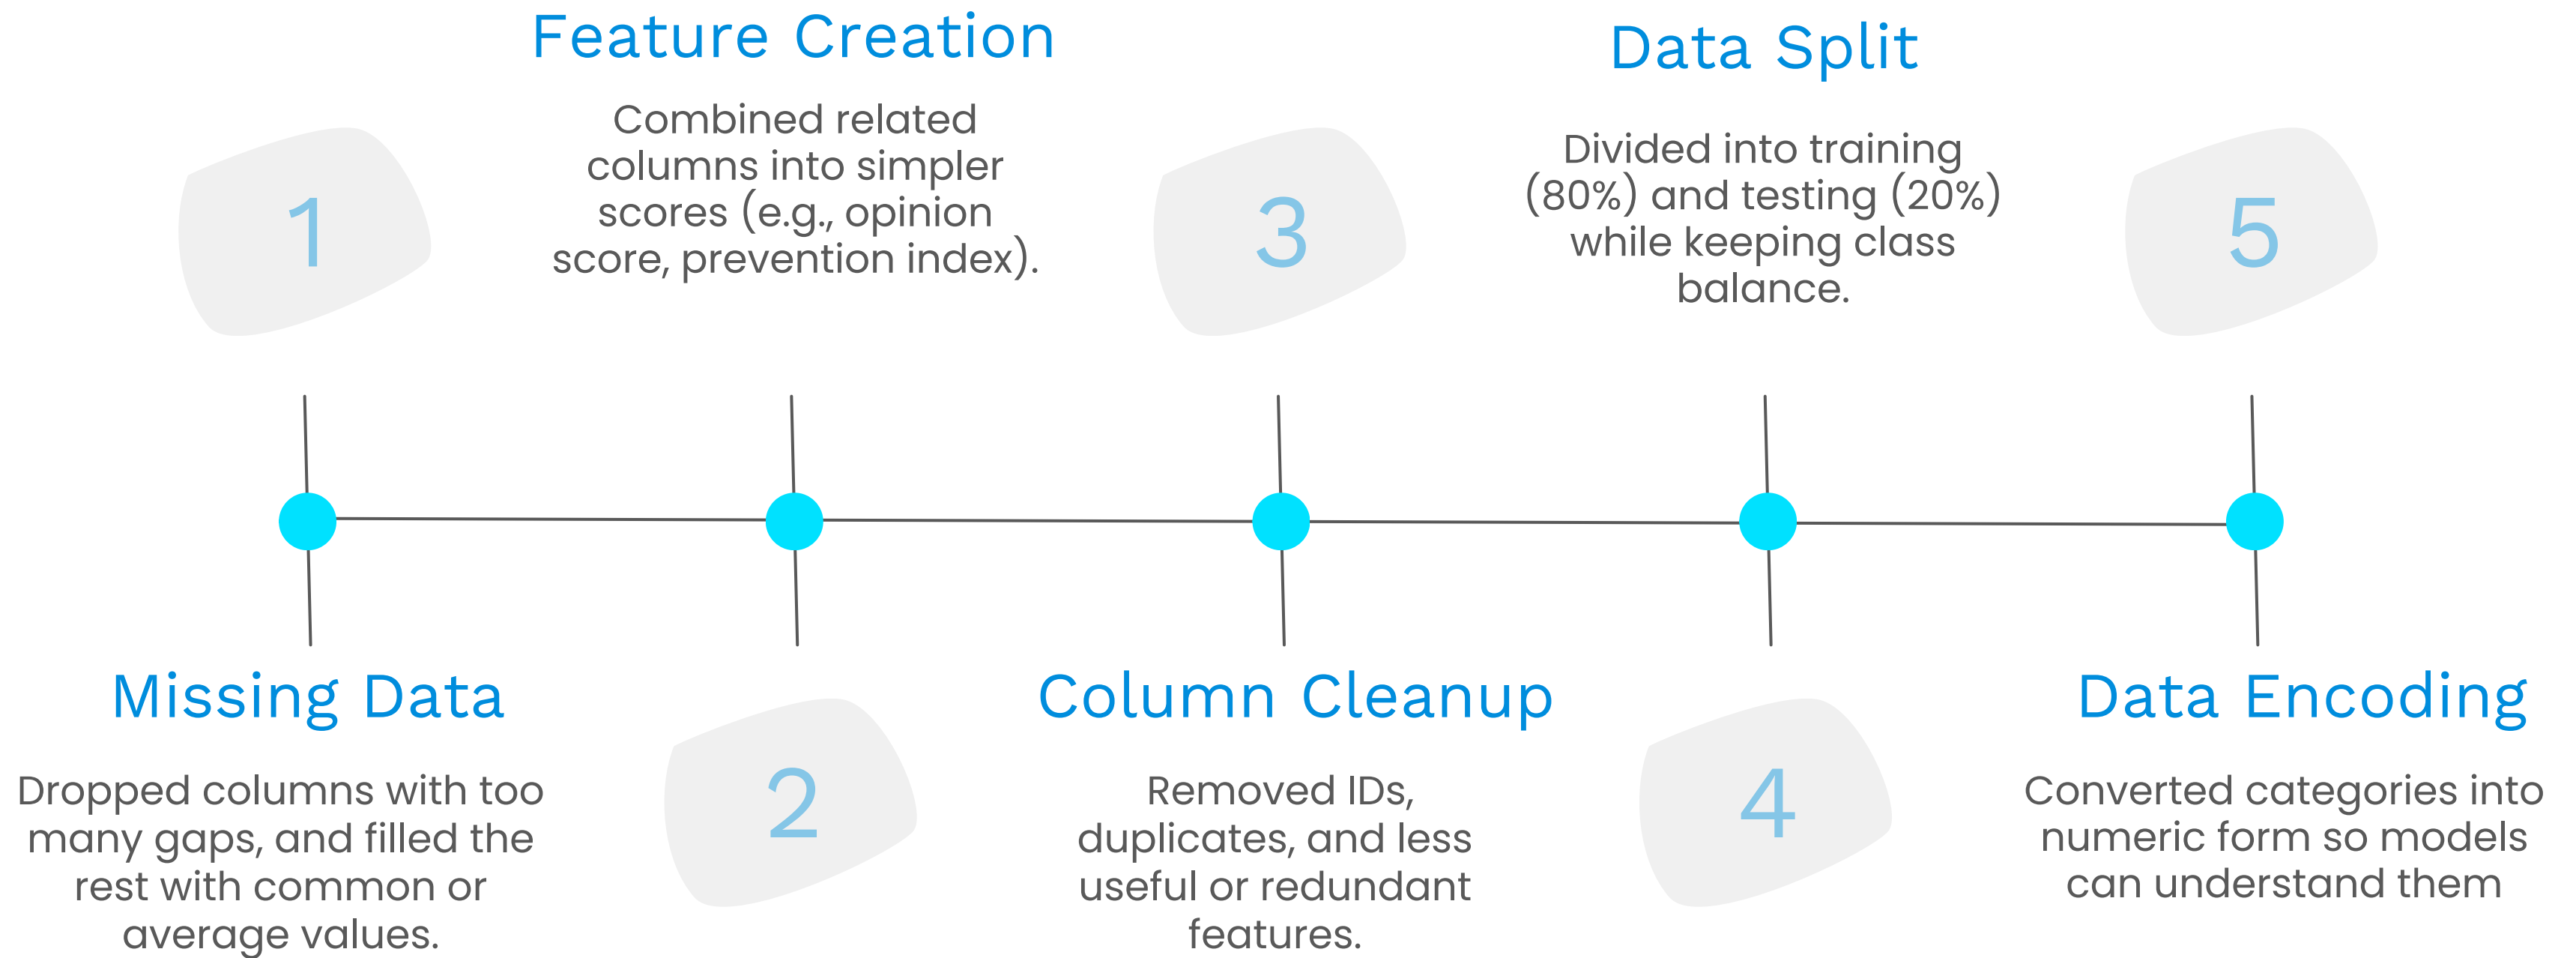 1
Missing Data
Dropped columns with too
many gaps, and filled the
rest with common or
average values.
Feature Creation
Combined related
columns into simpler
scores (e.g., opinion
score, prevention index).
2
3
Column Cleanup
Removed IDs,
duplicates, and less
useful or redundant
features.
Data Split
Divided into training
(80%) and testing (20%)
while keeping class
balance.
4
5
Data Encoding
Converted categories into
numeric form so models
can understand them